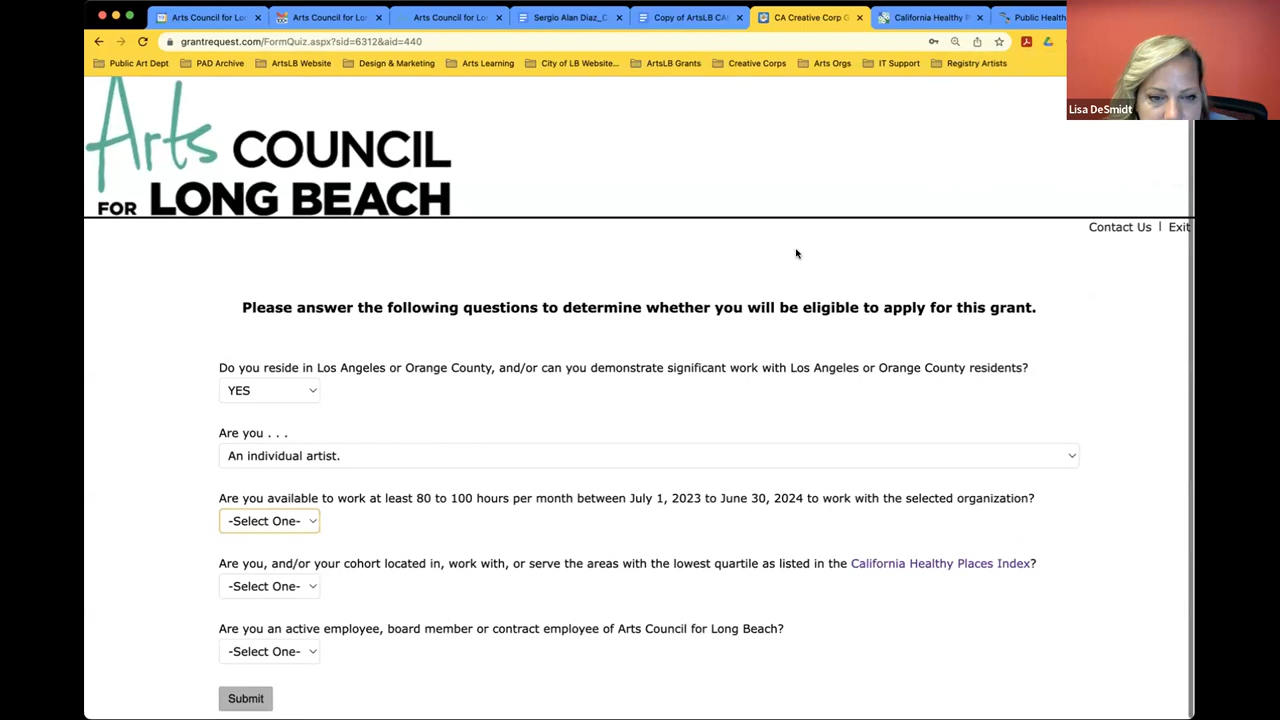 Arts Council for Loc
Arts Council for Lon
Arts Council for Lon
Sergio Alan Diaz_C
Copy of ArtsLB CAC
CA Creative Corp G
California Healthy P
Public Health
grantrequest.com/FormQuiz.aspx?sid=6312&aid=440
Public Art Dept
PAD Archive
ArtsLB Website
Design & Marketing
Arts Learning
City of LB Website...
ArtsLB Grants
Creative Corps
Arts Orgs
IT Support
Registry Artists
Lisa DeSmidt
Arts COUNCIL
FOR LONG BEACH
Contact Us | Exit
Please answer the following questions to determine whether you will be eligible to apply for this grant.
Do you reside in Los Angeles or Orange County, and/or can you demonstrate significant work with Los Angeles or Orange County residents?
YES
Are you . . .
An individual artist.
Are you available to work at least 80 to 100 hours per month between July 1, 2023 to June 30, 2024 to work with the selected organization?
-Select One-
Are you, and/or your cohort located in, work with, or serve the areas with the lowest quartile as listed in the California Healthy Places Index?
-Select One-
Are you an active employee, board member or contract employee of Arts Council for Long Beach?
-Select One-
Submit